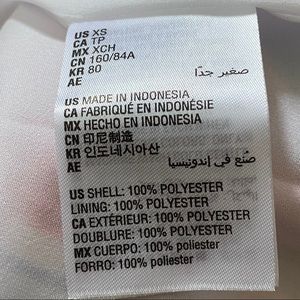 US XS
CA TP
MX XCH
CN 160/84A
KR 80
AE صغير جدًا
US MADE IN INDONESIA
CA FABRIQUÉ EN INDONÉSIE
MX HECHO EN INDONESIA
CN 印尼制造
KR 인도네시아산
AE صنع في إندونيسيا
US SHELL: 100% POLYESTER
LINING: 100% POLYESTER
CA EXTÉRIEUR: 100% POLYESTER
DOUBLURE: 100% POLYESTER
MX CUERPO: 100% poliester
FORRO: 100% poliester